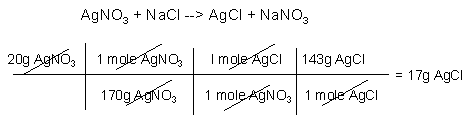 AgNO₃ + NaCl --> AgCl + NaNO₃
20g AgNO₃ 1 mole AgNO₃ l mole AgCl 143g AgCl
170g AgNO₃ 1 mole AgNO₃ 1 mole AgCl
= 17g AgCl